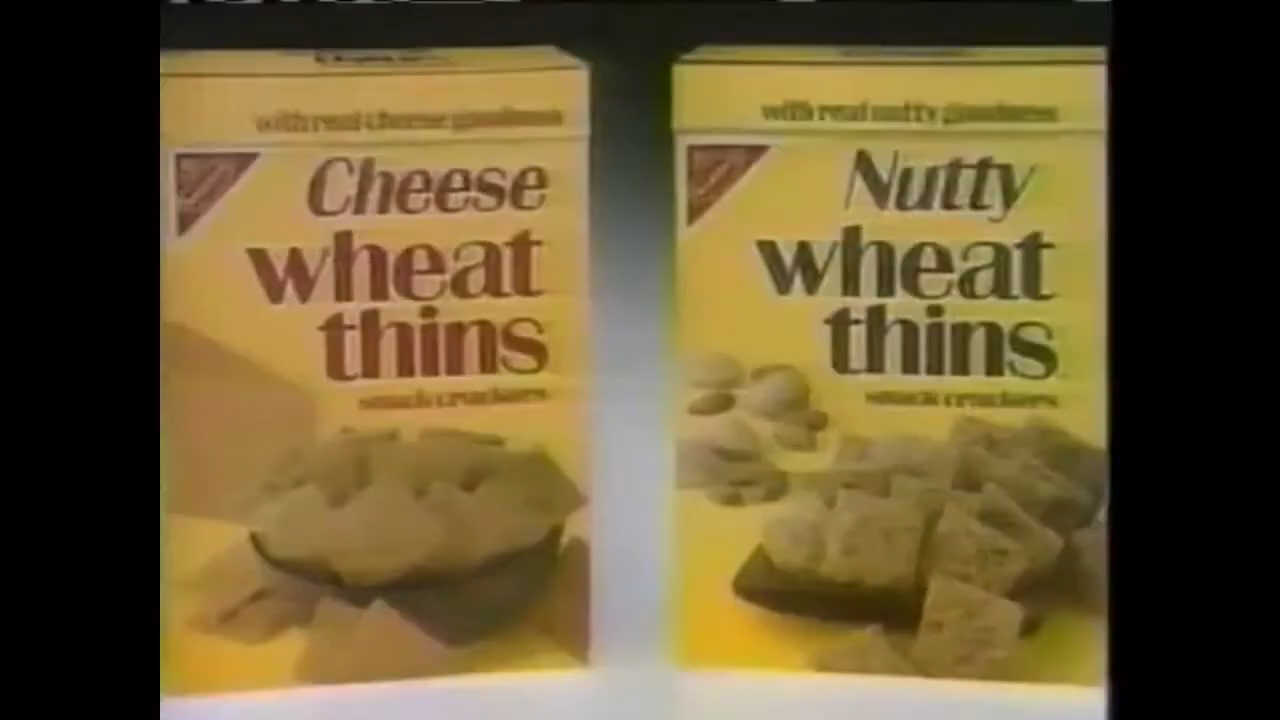 with real cheese goodness
Cheese
wheat
thins
snack crackers
with real nutty goodness
Nutty
wheat
thins
snack crackers